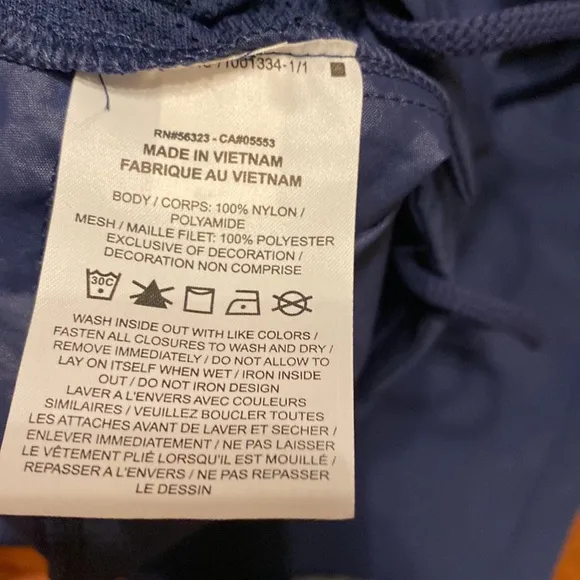 71001334-1/1
RN#56323 - CA#05553
MADE IN VIETNAM
FABRIQUE AU VIETNAM
BODY / CORPS: 100% NYLON /
POLYAMIDE
MESH / MAILLE FILET: 100% POLYESTER
EXCLUSIVE OF DECORATION /
DECORATION NON COMPRISE
30C
WASH INSIDE OUT WITH LIKE COLORS /
FASTEN ALL CLOSURES TO WASH AND DRY /
REMOVE IMMEDIATELY / DO NOT ALLOW TO
LAY ON ITSELF WHEN WET / IRON INSIDE
OUT / DO NOT IRON DESIGN
LAVER A L'ENVERS AVEC COULEURS
SIMILAIRES / VEUILLEZ BOUCLER TOUTES
LES ATTACHES AVANT DE LAVER ET SECHER /
ENLEVER IMMÉDIATEMENT / NE PAS LAISSER
LE VÊTEMENT PLIÉ LORSQU'IL EST MOUILLÉ /
REPASSER A L'ENVERS / NE PAS REPASSER
LE DESSIN